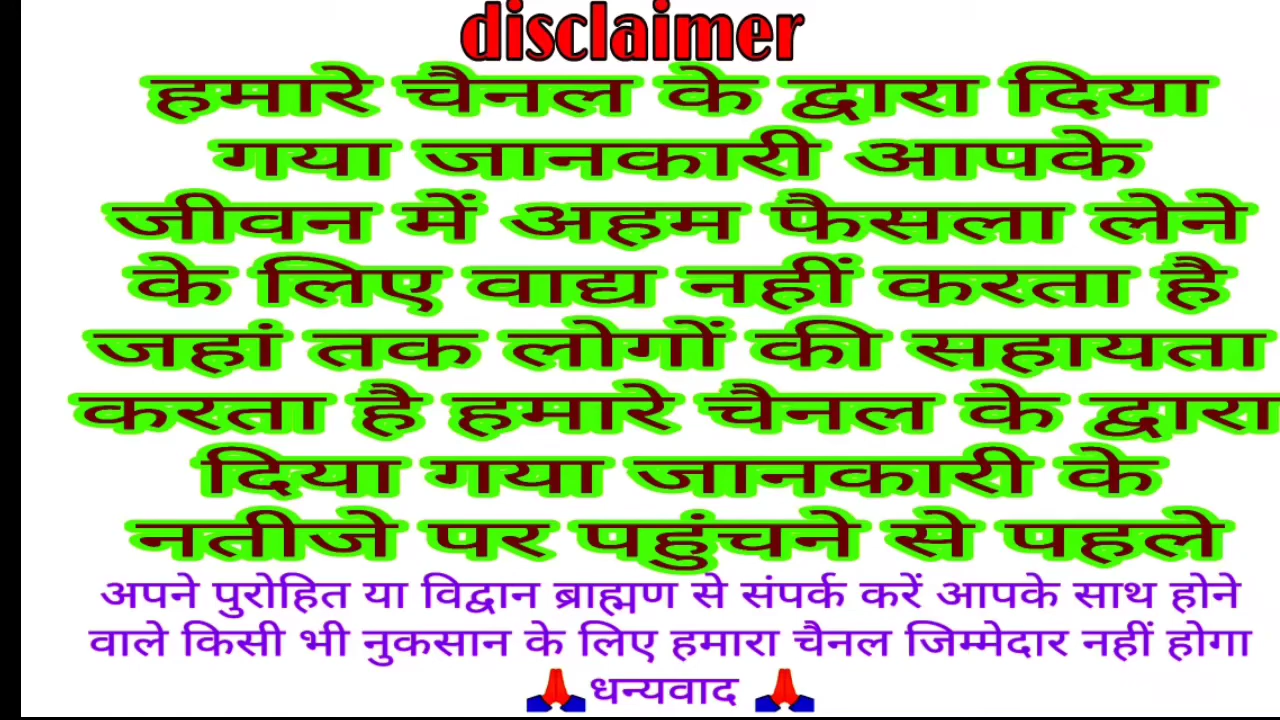 disclaimer
हमारे चैनल के द्वारा दिया
गया जानकारी आपके
जीवन में अहम फैसला लेने
के लिए वाद्य नहीं करता है
जहां तक लोगों की सहायता
करता है हमारे चैनल के द्वारा
दिया गया जानकारी के
नतीजे पर पहुंचने से पहले
अपने पुरोहित या विद्वान ब्राह्मण से संपर्क करें आपके साथ होने
वाले किसी भी नुकसान के लिए हमारा चैनल जिम्मेदार नहीं होगा
🙏धन्यवाद 🙏